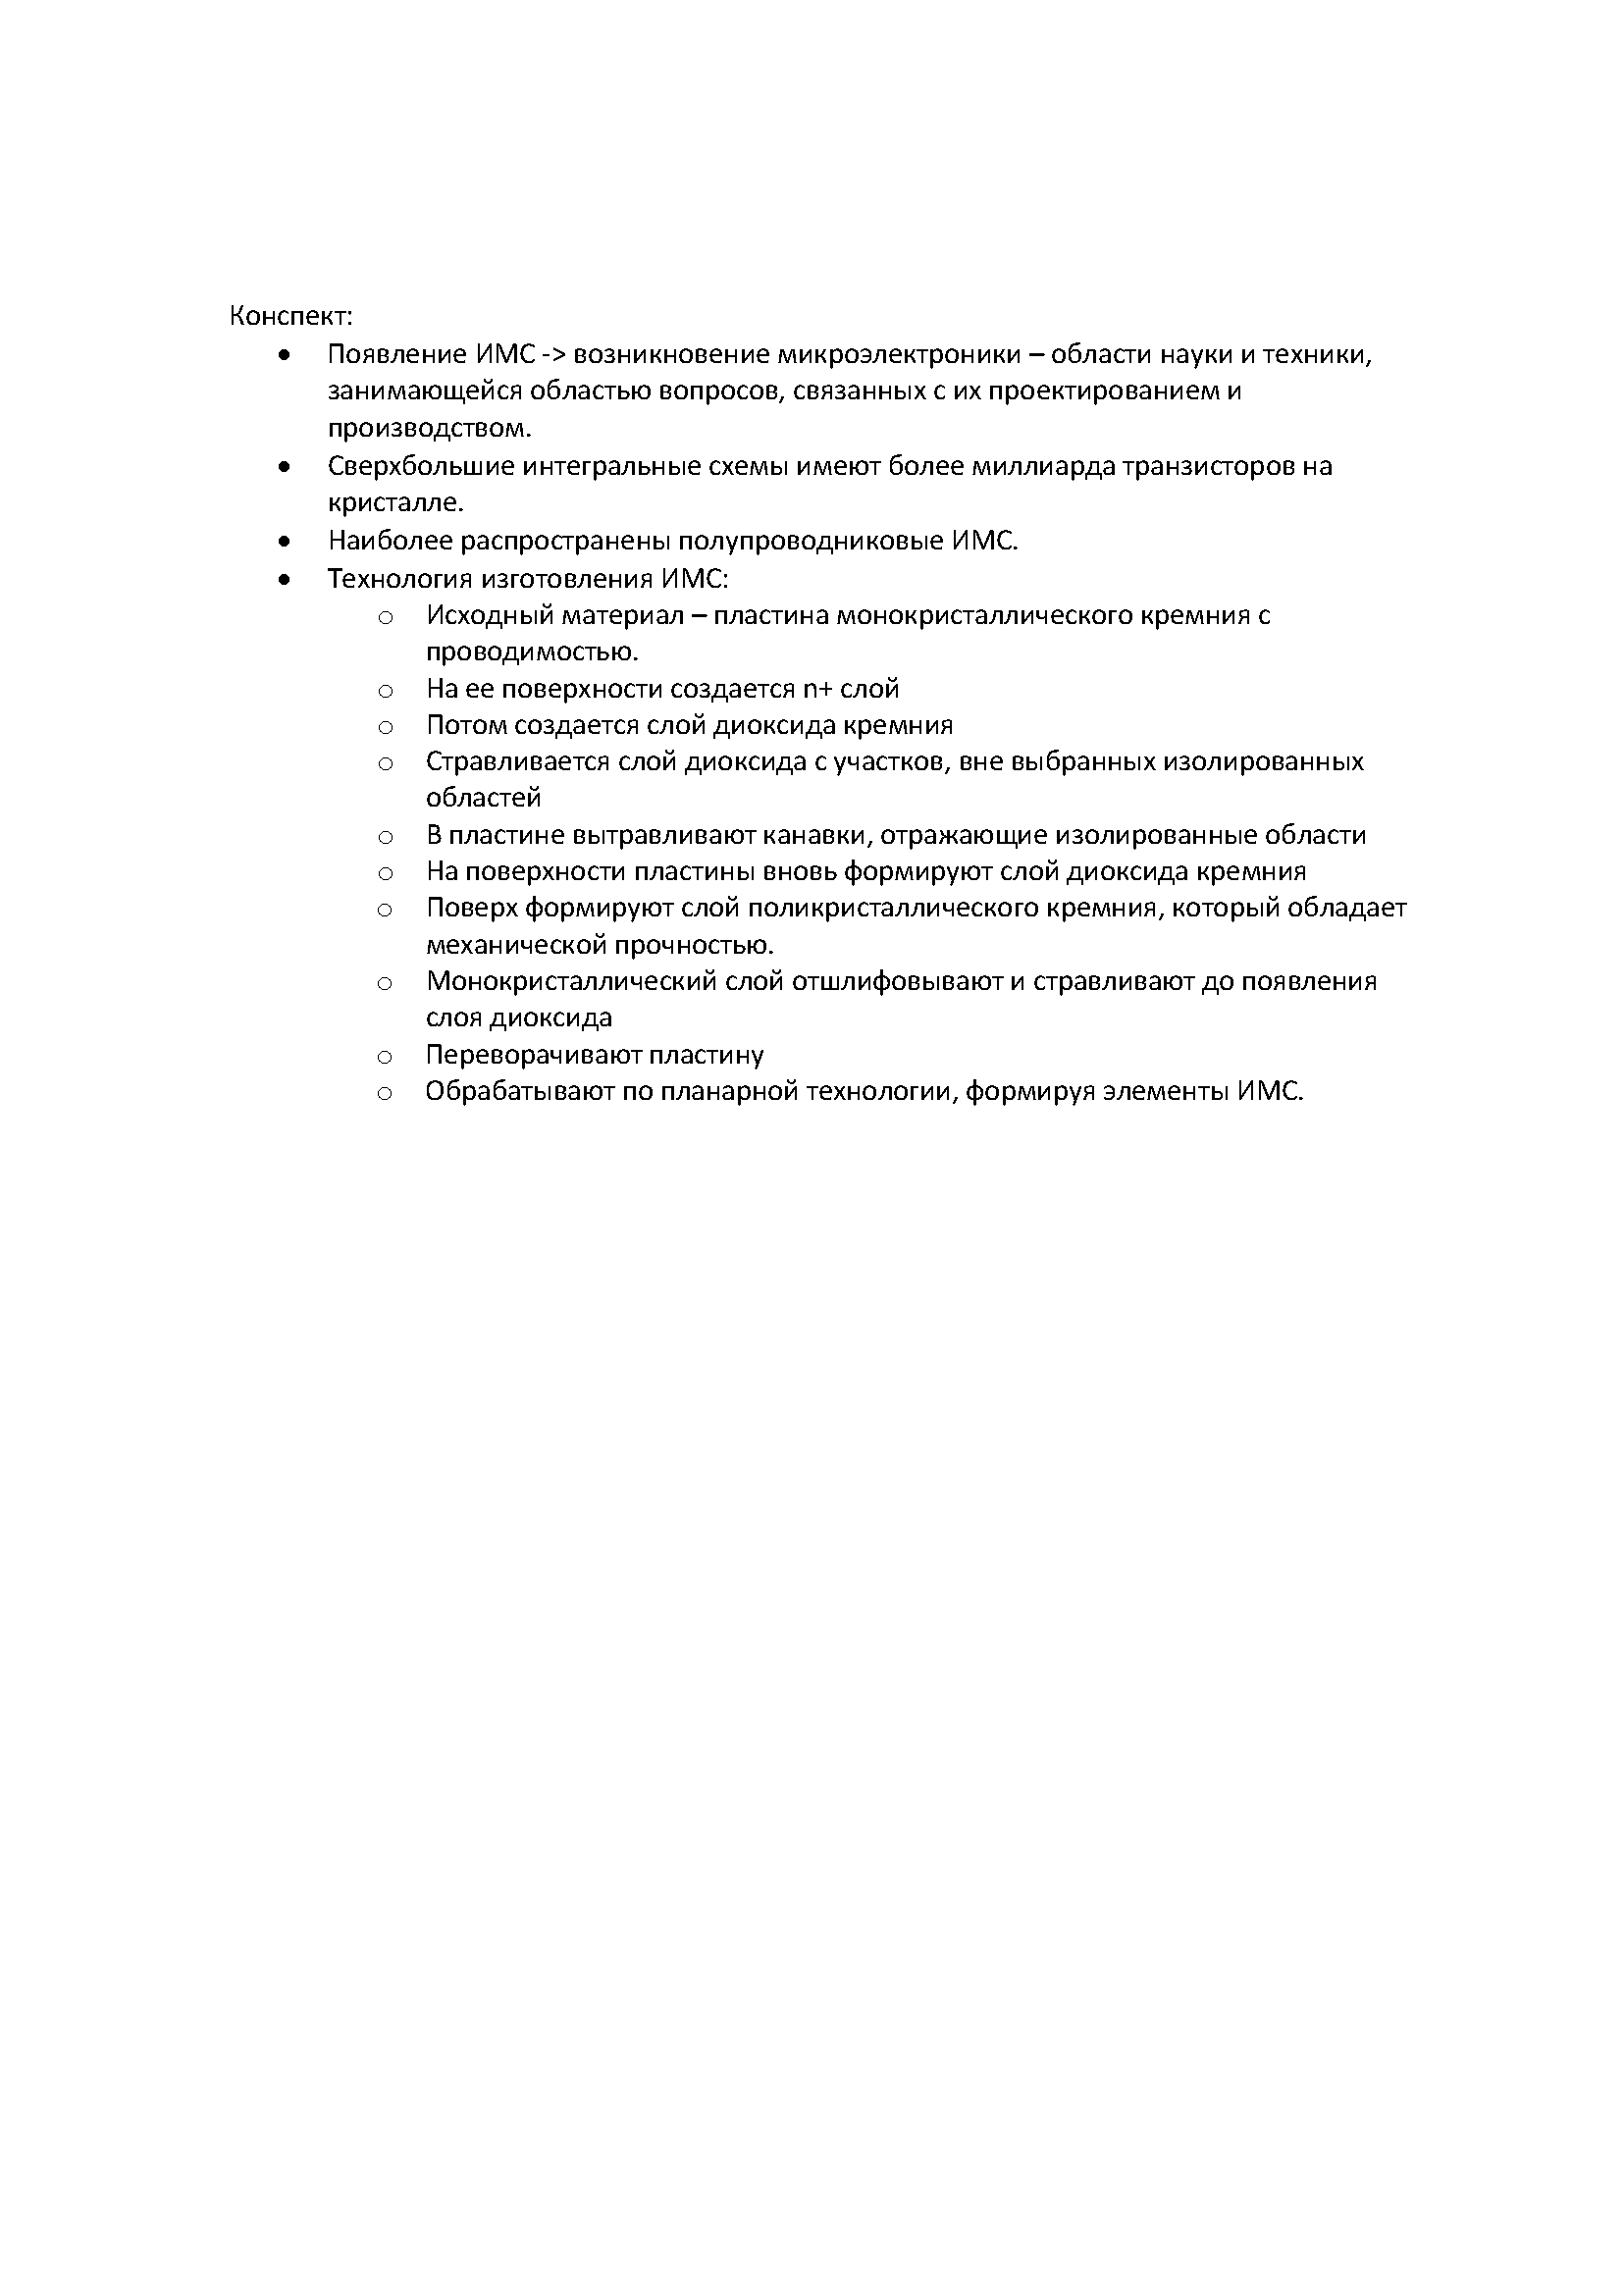 Конспект:
• Появление ИМС -> возникновение микроэлектроники – области науки и техники,
занимающейся областью вопросов, связанных с их проектированием и
производством.
• Сверхбольшие интегральные схемы имеют более миллиарда транзисторов на
кристалле.
• Наиболее распространены полупроводниковые ИМС.
• Технология изготовления ИМС:
o Исходный материал – пластина монокристаллического кремния с
проводимостью.
o На ее поверхности создается n+ слой
o Потом создается слой диоксида кремния
o Стравливается слой диоксида с участков, вне выбранных изолированных
областей
o В пластине вытравливают канавки, отражающие изолированные области
o На поверхности пластины вновь формируют слой диоксида кремния
o Поверх формируют слой поликристаллического кремния, который обладает
механической прочностью.
o Монокристаллический слой отшлифовывают и стравливают до появления
слоя диоксида
o Переворачивают пластину
o Обрабатывают по планарной технологии, формируя элементы ИМС.